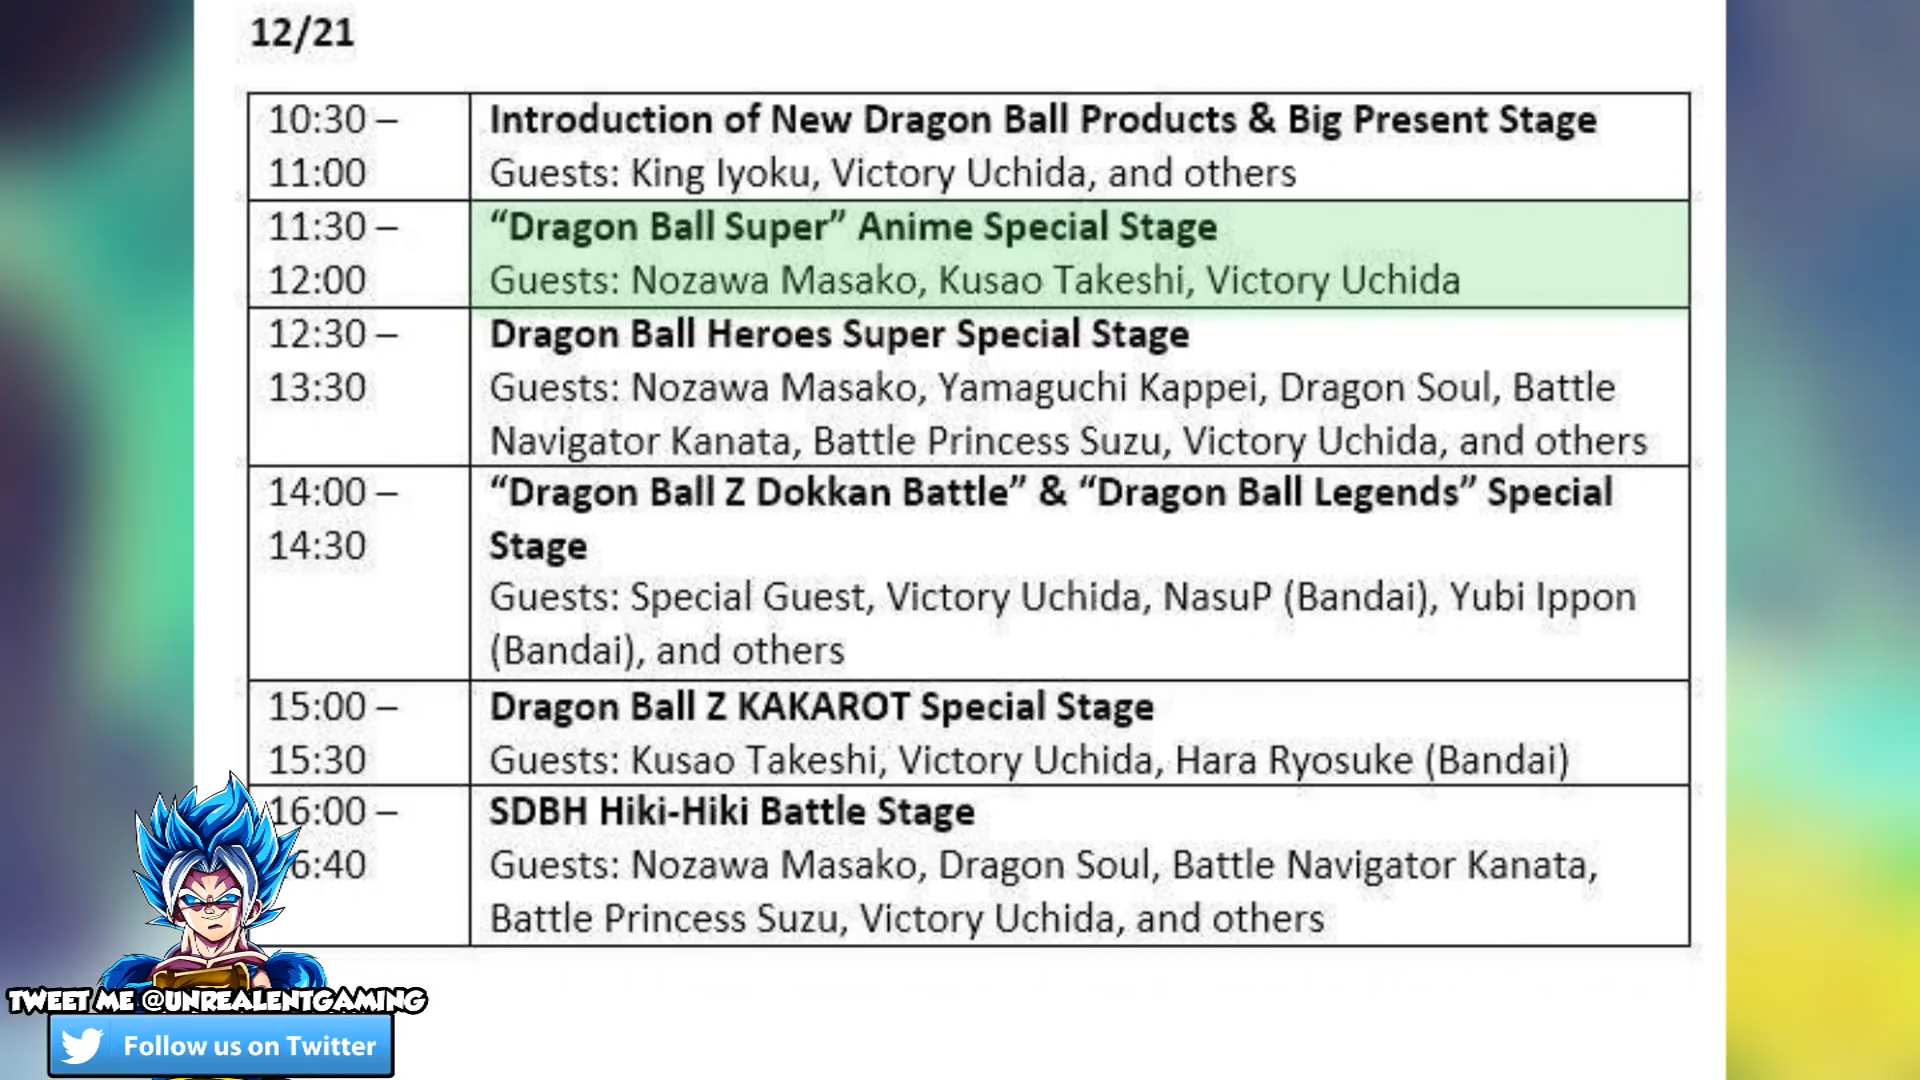 12/21
10:30 – Introduction of New Dragon Ball Products & Big Present Stage
11:00 Guests: King Iyoku, Victory Uchida, and others
11:30 – “Dragon Ball Super” Anime Special Stage
12:00 Guests: Nozawa Masako, Kusao Takeshi, Victory Uchida
12:30 – Dragon Ball Heroes Super Special Stage
13:30 Guests: Nozawa Masako, Yamaguchi Kappei, Dragon Soul, Battle
Navigator Kanata, Battle Princess Suzu, Victory Uchida, and others
14:00 – “Dragon Ball Z Dokkan Battle” & “Dragon Ball Legends” Special
14:30 Stage
Guests: Special Guest, Victory Uchida, NasuP (Bandai), Yubi Ippon
(Bandai), and others
15:00 – Dragon Ball Z KAKAROT Special Stage
15:30 Guests: Kusao Takeshi, Victory Uchida, Hara Ryosuke (Bandai)
16:00 – SDBH Hiki-Hiki Battle Stage
6:40 Guests: Nozawa Masako, Dragon Soul, Battle Navigator Kanata,
Battle Princess Suzu, Victory Uchida, and others
TWEET ME @UNREALENTGAMING
Follow us on Twitter